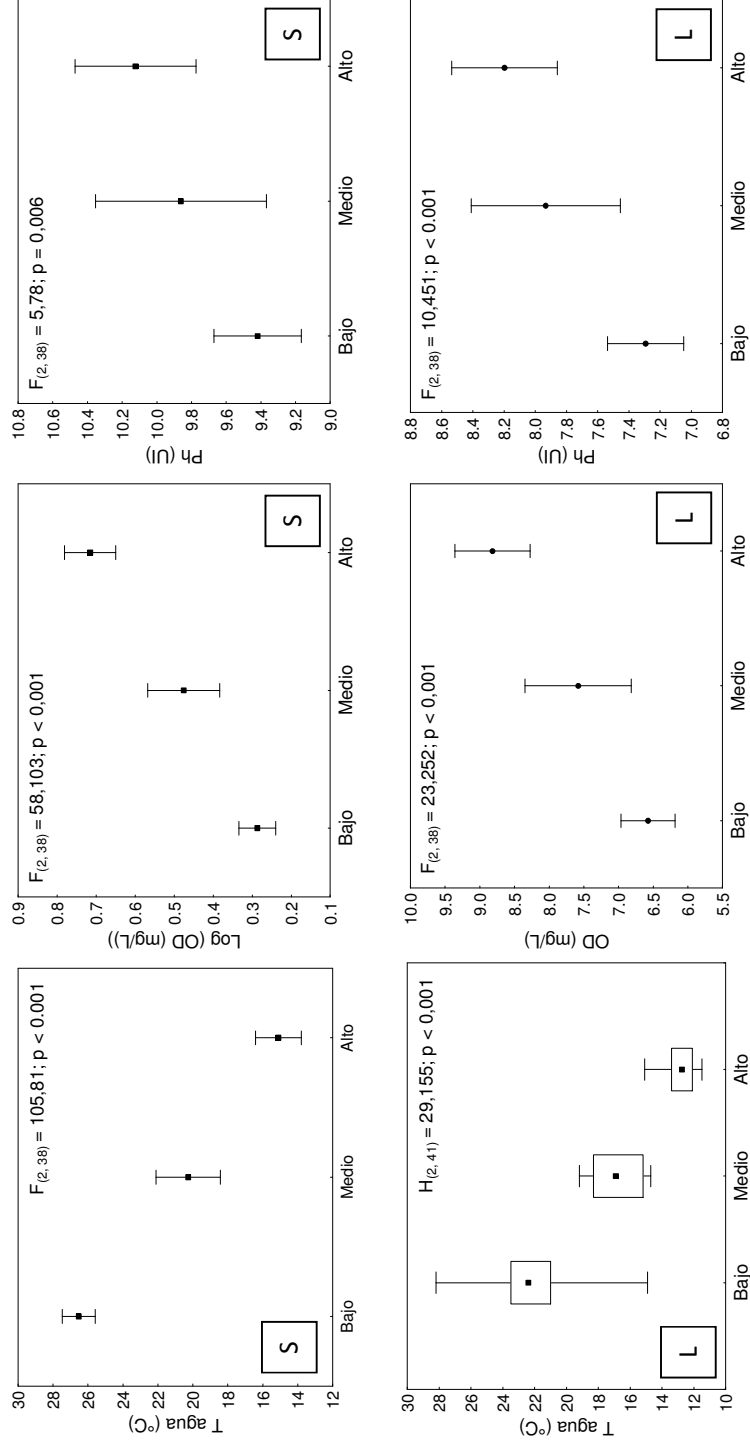 F(2, 38) = 105,81; p < 0.001
30
28
26
24
22
20
18
16
14
12
T agua (°C)
Bajo Medio Alto
S
F(2, 38) = 58,103; p < 0,001
0.9
0.8
0.7
0.6
0.5
0.4
0.3
0.2
0.1
Log (OD (mg/L))
Bajo Medio Alto
S
F(2, 38) = 5,78; p = 0,006
10.8
10.6
10.4
10.2
10.0
9.8
9.6
9.4
9.2
9.0
Ph (UI)
Bajo Medio Alto
S
H(2, 41) = 29,155; p < 0,001
30
28
26
24
22
20
18
16
14
12
10
T agua (°C)
Bajo Medio Alto
L
F(2, 38) = 23,252; p < 0,001
10.0
9.5
9.0
8.5
8.0
7.5
7.0
6.5
6.0
5.5
OD (mg/L)
Bajo Medio Alto
L
F(2, 38) = 10,451; p < 0.001
8.8
8.6
8.4
8.2
8.0
7.8
7.6
7.4
7.2
7.0
6.8
Ph (UI)
Bajo Medio Alto
L